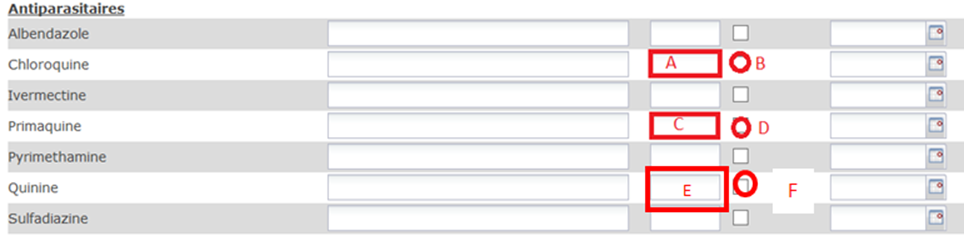 Antiparasitaires
Albendazole
Chloroquine A B
Ivermectine
Primaquine C D
Pyrimethamine
Quinine E F
Sulfadiazine